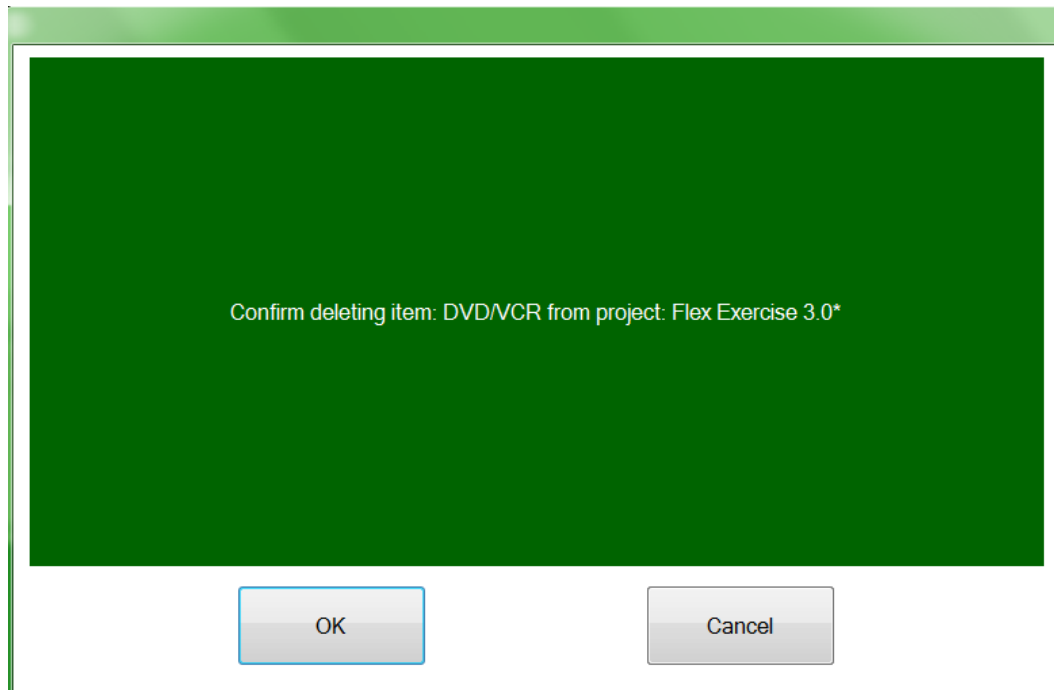 Confirm deleting item: DVD/VCR from project: Flex Exercise 3.0*
OK
Cancel